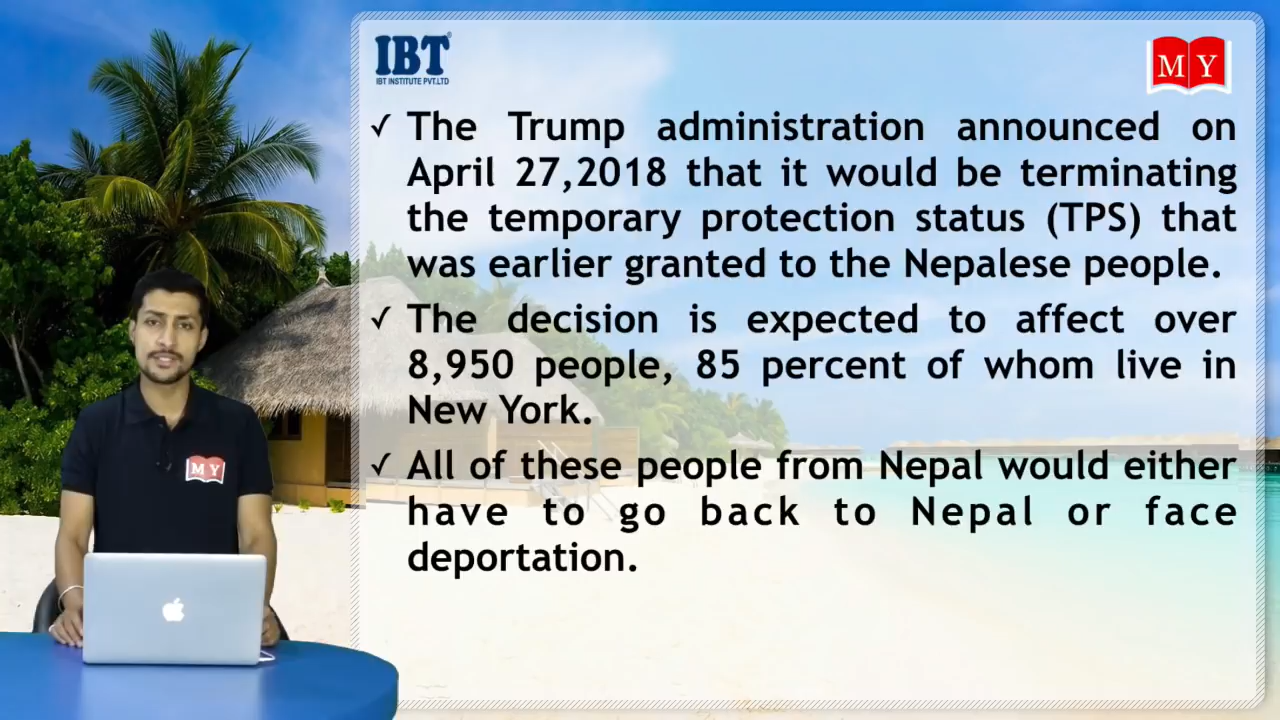 IBT
IBT INSTITUTE PVT.LTD
M Y
✓ The Trump administration announced on
April 27,2018 that it would be terminating
the temporary protection status (TPS) that
was earlier granted to the Nepalese people.
✓ The decision is expected to affect over
8,950 people, 85 percent of whom live in
New York.
✓ All of these people from Nepal would either
have to go back to Nepal or face
deportation.
M Y